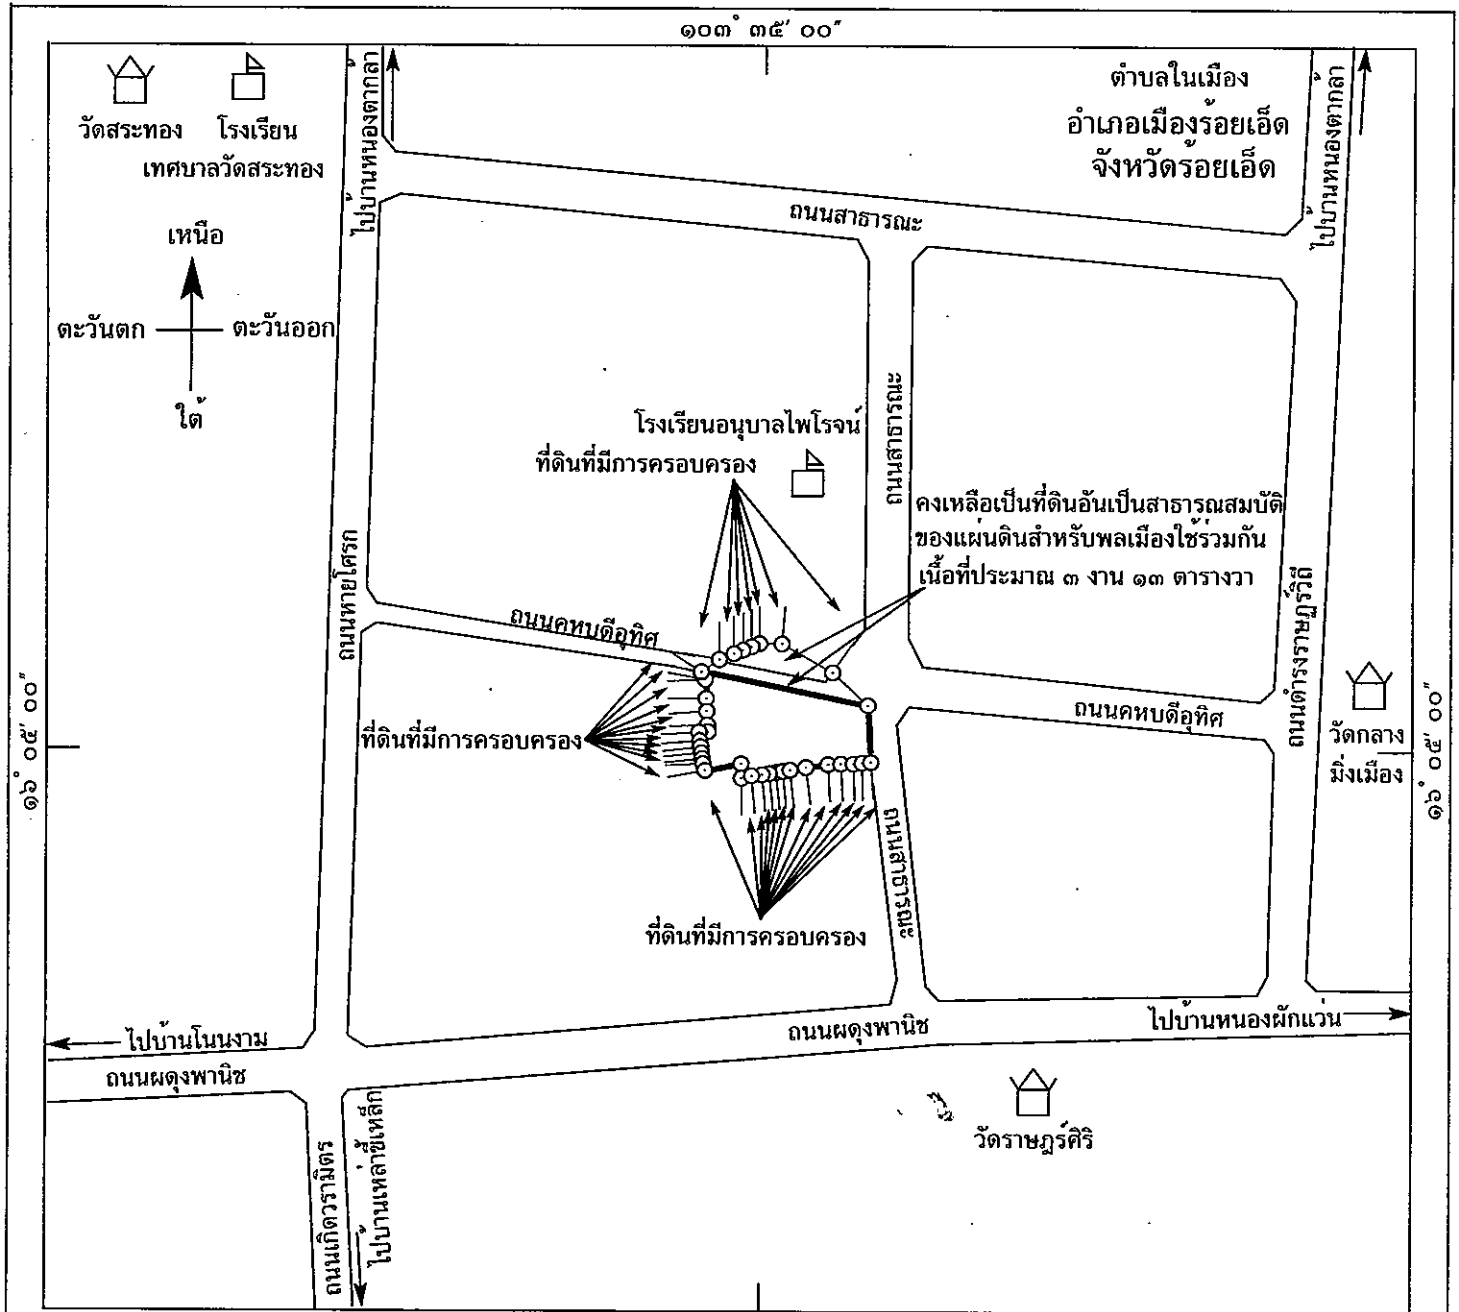 ๑๐๓° ๓๕' ๐๐"
ตำบลในเมือง
อำเภอเมืองร้อยเอ็ด
จังหวัดร้อยเอ็ด
วัดสระทอง
โรงเรียน
เทศบาลวัดสระทอง
ไปบ้านหนองตากลา
ไปบ้านหนองตากลา
เหนือ
ตะวันตก
ตะวันออก
ใต้
ถนนสาธารณะ
ถนนสาธารณะ
โรงเรียนอนุบาลไพโรจน์
ที่ดินที่มีการครอบครอง
คงเหลือเป็นที่ดินอันเป็นสาธารณสมบัติ
ของแผ่นดินสำหรับพลเมืองใช้ร่วมกัน
เนื้อที่ประมาณ ๓ งาน ๑๓ ตารางวา
ถนนหายโศรก
ถนนคหบดีอุทิศ
ถนนดำรงราษฎร์วิถี
๑๖° ๐๕' ๐๐"
ที่ดินที่มีการครอบครอง
ถนนคหบดีอุทิศ
วัดกลาง
มิ่งเมือง
๑๖° ๐๕' ๐๐"
ถนนสาธารณะ
ที่ดินที่มีการครอบครอง
ไปบ้านโนนงาม
ถนนผดุงพานิช
ถนนผดุงพานิช
ไปบ้านหนองผักแว่น
ถนนเกิดวรามิตร
ไปบ้านเหล่าขี้เหล็ก
วัดราษฎร์ศิริ